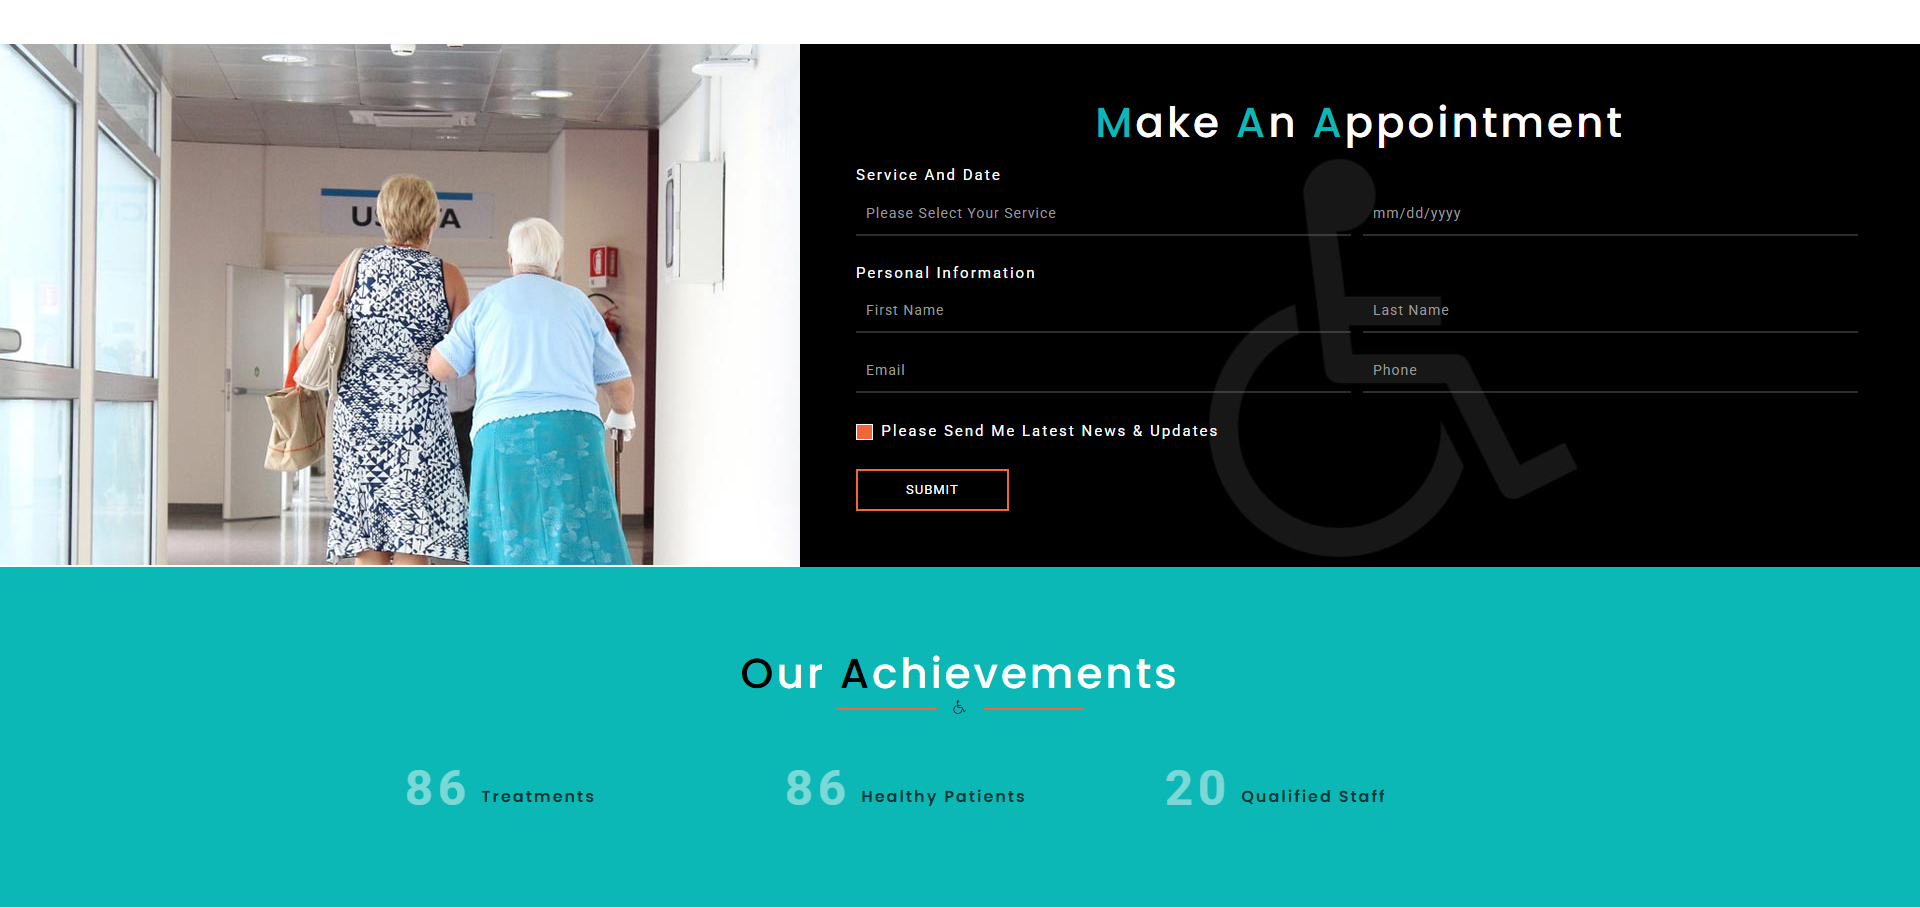 Make An Appointment
Service And Date
Please Select Your Service
mm/dd/yyyy
Personal Information
First Name
Last Name
Email
Phone
Please Send Me Latest News & Updates
SUBMIT
Our Achievements
86 Treatments
86 Healthy Patients
20 Qualified Staff